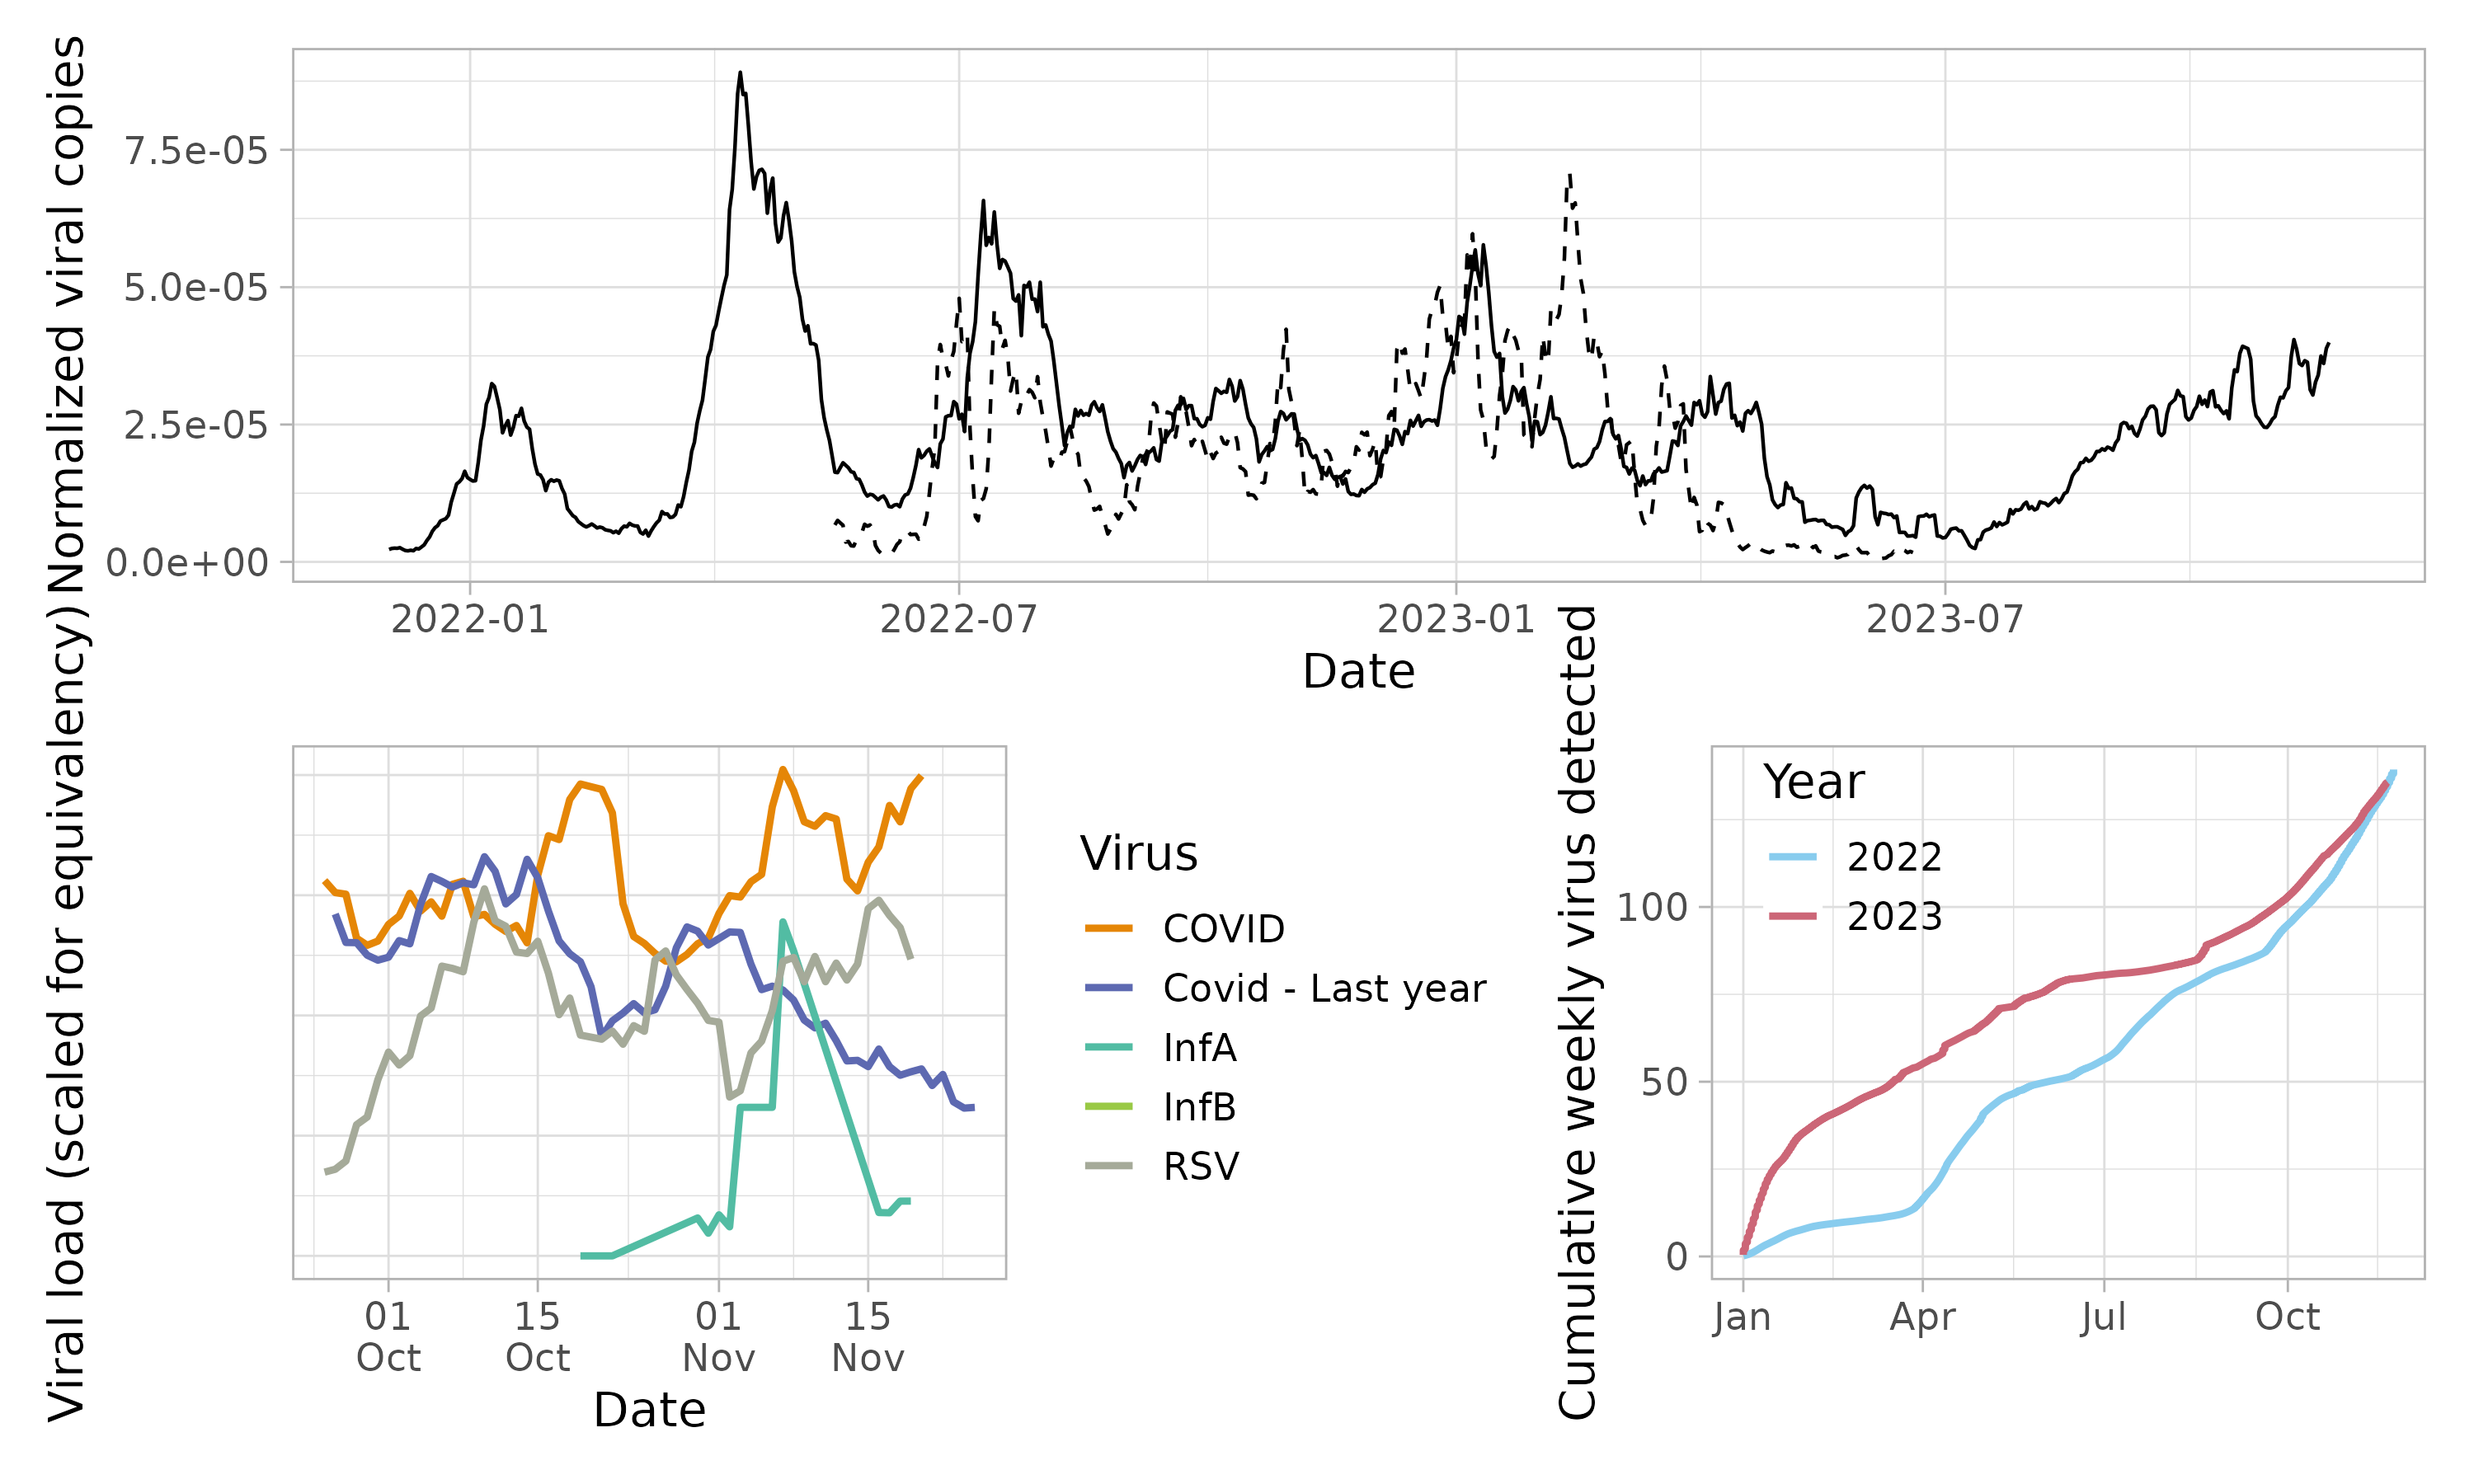 Normalized viral copies
7.5e-05
5.0e-05
2.5e-05
0.0e+00
2022-01
2022-07
2023-01
2023-07
Date
Viral load (scaled for equivalency)
01
Oct
15
Oct
01
Nov
15
Nov
Date
Virus
COVID
Covid - Last year
InfA
InfB
RSV
Cumulative weekly virus detected
100
50
0
Year
2022
2023
Jan
Apr
Jul
Oct